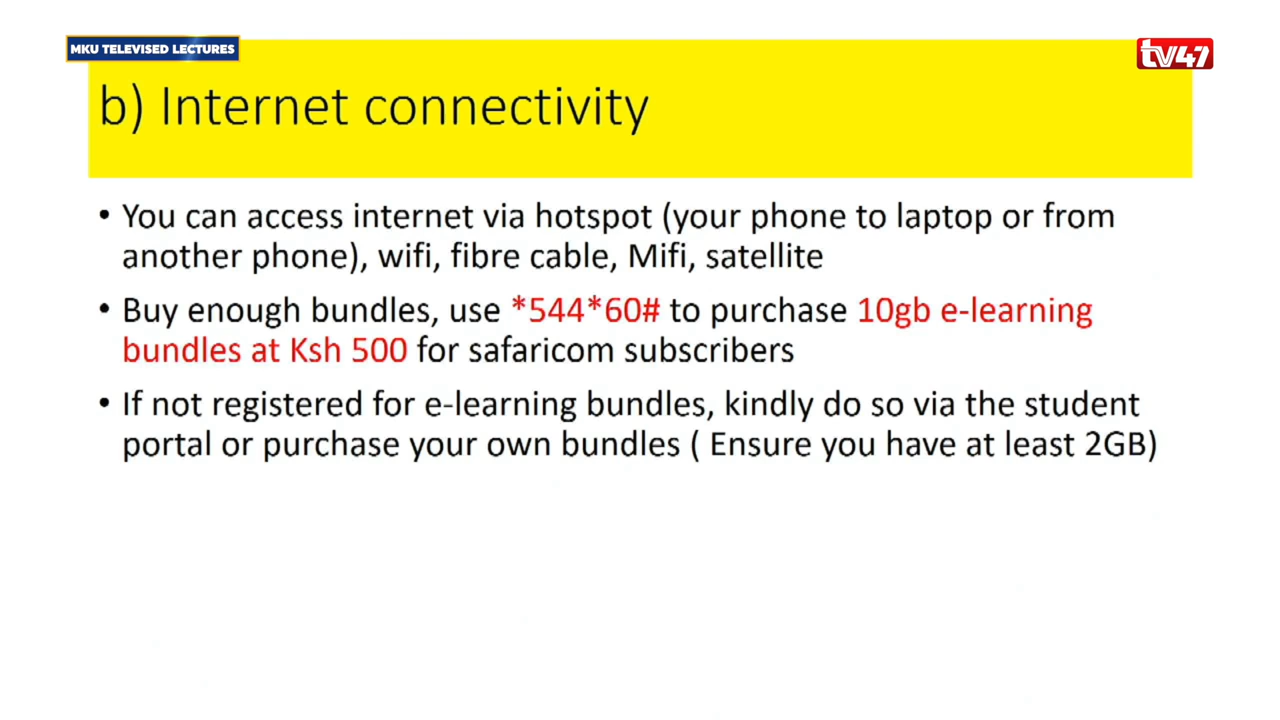 MKU TELEVISED LECTURES
tv47
b) Internet connectivity
• You can access internet via hotspot (your phone to laptop or from
another phone), wifi, fibre cable, Mifi, satellite
• Buy enough bundles, use *544*60# to purchase 10gb e-learning
bundles at Ksh 500 for safaricom subscribers
• If not registered for e-learning bundles, kindly do so via the student
portal or purchase your own bundles ( Ensure you have at least 2GB)